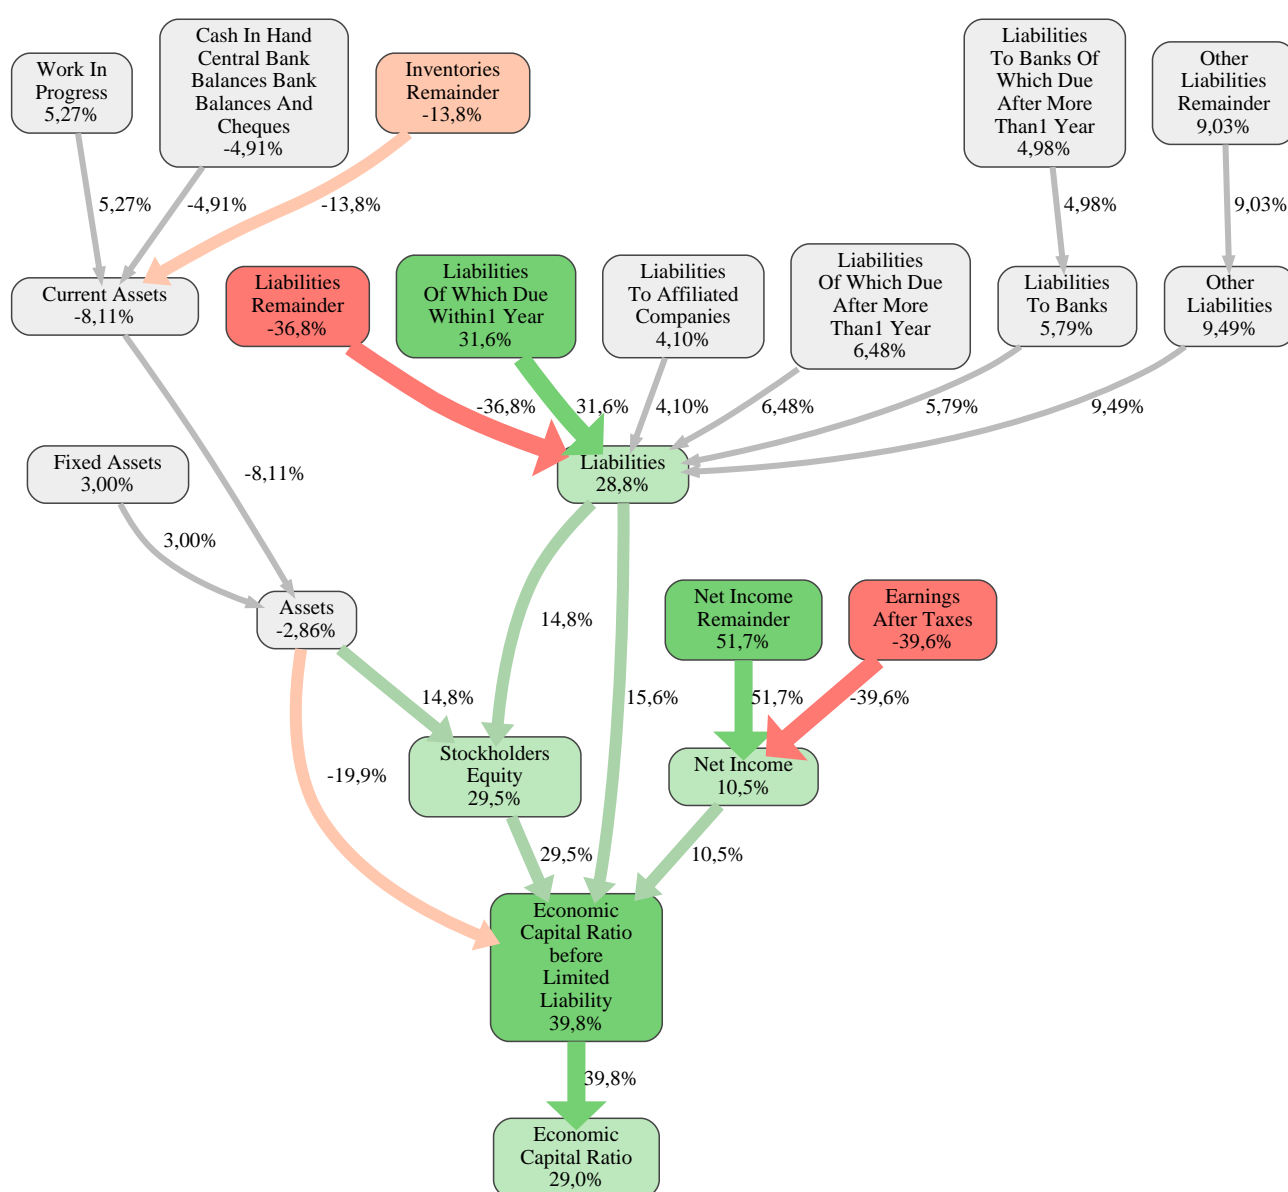 Work In
Progress
5,27%
Cash In Hand
Central Bank
Balances Bank
Balances And
Cheques
-4,91%
Inventories
Remainder
-13,8%
Liabilities
To Banks Of
Which Due
After More
Than1 Year
4,98%
Other
Liabilities
Remainder
9,03%
5,27%
-4,91%
-13,8%
4,98%
9,03%
Current Assets
-8,11%
Liabilities
Remainder
-36,8%
Liabilities
Of Which Due
Within1 Year
31,6%
Liabilities
To Affiliated
Companies
4,10%
Liabilities
Of Which Due
After More
Than1 Year
6,48%
Liabilities
To Banks
5,79%
Other
Liabilities
9,49%
-36,8%
31,6%
4,10%
6,48%
5,79%
9,49%
Fixed Assets
3,00%
-8,11%
Liabilities
28,8%
3,00%
Assets
-2,86%
14,8%
Net Income
Remainder
51,7%
Earnings
After Taxes
-39,6%
14,8%
15,6%
51,7%
-39,6%
Stockholders
Equity
29,5%
Net Income
10,5%
-19,9%
29,5%
10,5%
Economic
Capital Ratio
before
Limited
Liability
39,8%
39,8%
Economic
Capital Ratio
29,0%